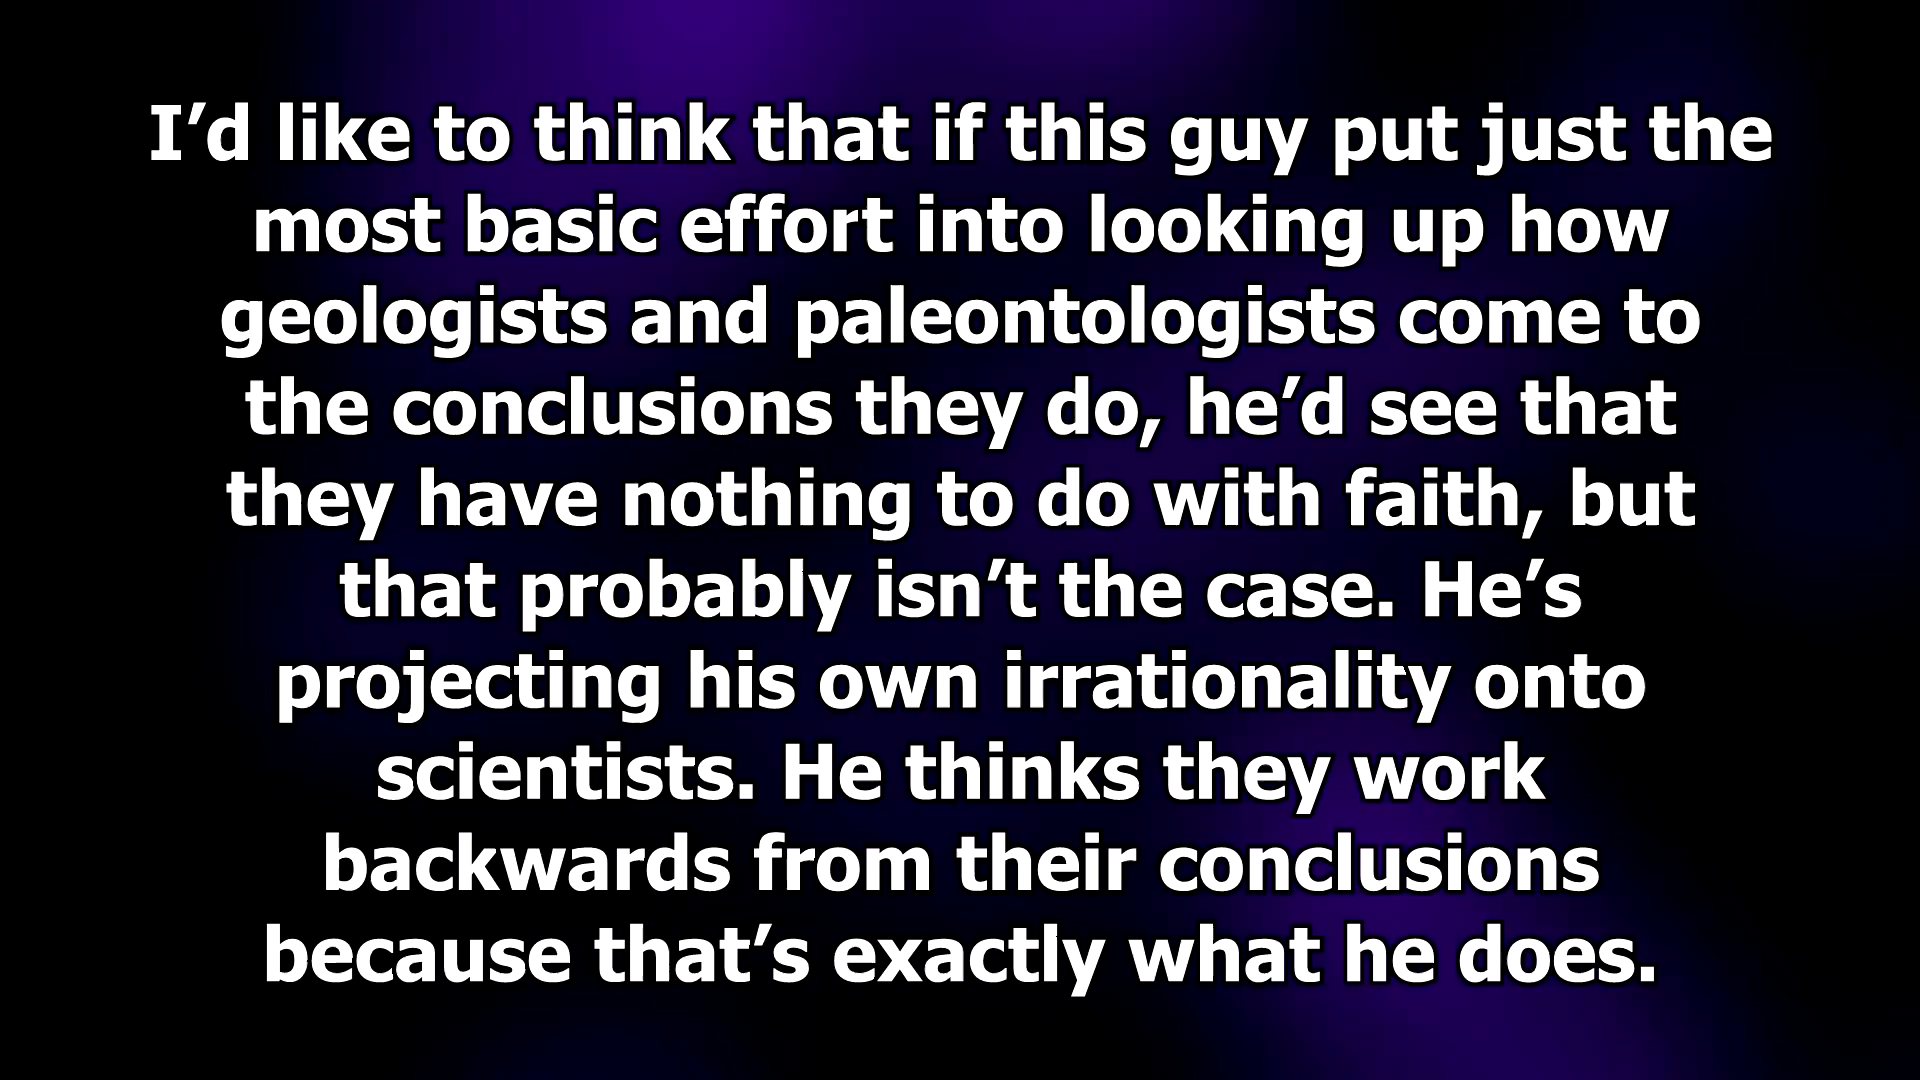 I’d like to think that if this guy put just the
most basic effort into looking up how
geologists and paleontologists come to
the conclusions they do, he’d see that
they have nothing to do with faith, but
that probably isn’t the case. He’s
projecting his own irrationality onto
scientists. He thinks they work
backwards from their conclusions
because that’s exactly what he does.